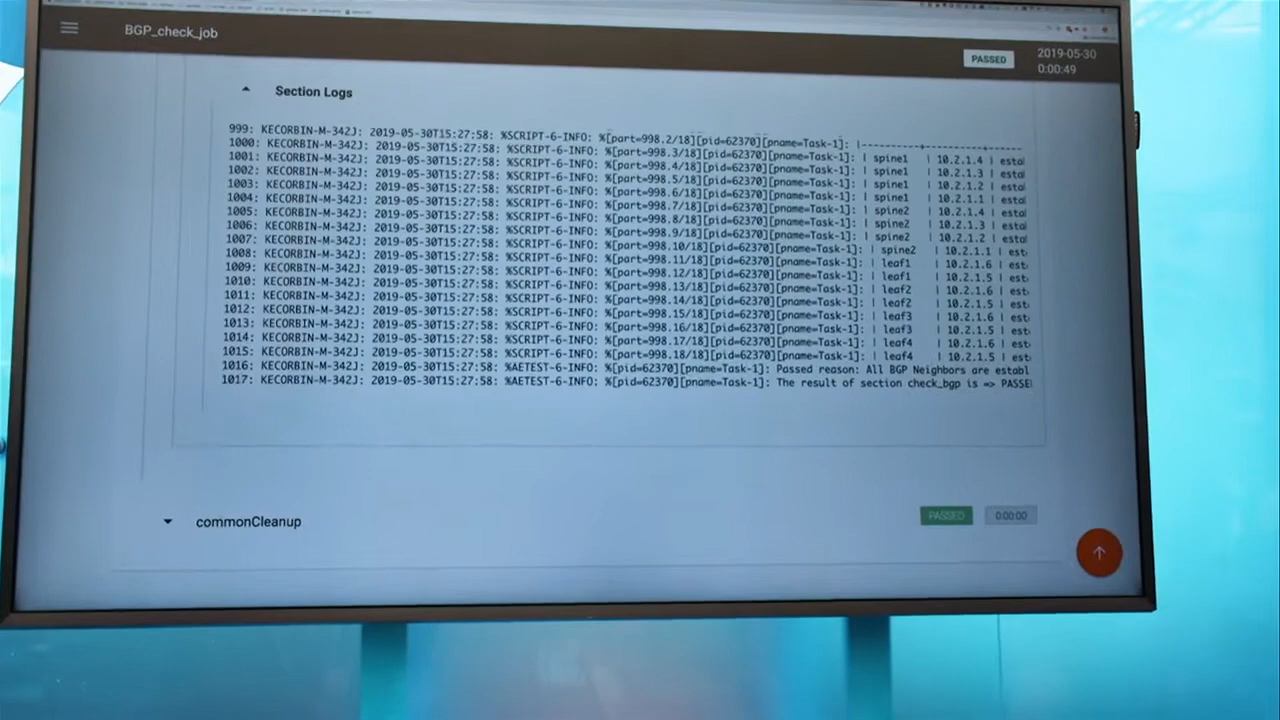 BGP_check_job
PASSED
2019-05-30
0:00:49
Section Logs
999: KECORBIN-M-342J: 2019-05-30T15:27:58: %SCRIPT-6-INFO: %[part=998.2/18][pid=62370][pname=Task-1]: |---------+----------+------
1000: KECORBIN-M-342J: 2019-05-30T15:27:58: %SCRIPT-6-INFO: %[part=998.3/18][pid=62370][pname=Task-1]: | spine1 | 10.2.1.4 | estal
1001: KECORBIN-M-342J: 2019-05-30T15:27:58: %SCRIPT-6-INFO: %[part=998.4/18][pid=62370][pname=Task-1]: | spine1 | 10.2.1.3 | estal
1002: KECORBIN-M-342J: 2019-05-30T15:27:58: %SCRIPT-6-INFO: %[part=998.5/18][pid=62370][pname=Task-1]: | spine1 | 10.2.1.2 | estal
1003: KECORBIN-M-342J: 2019-05-30T15:27:58: %SCRIPT-6-INFO: %[part=998.6/18][pid=62370][pname=Task-1]: | spine1 | 10.2.1.1 | estal
1004: KECORBIN-M-342J: 2019-05-30T15:27:58: %SCRIPT-6-INFO: %[part=998.7/18][pid=62370][pname=Task-1]: | spine2 | 10.2.1.4 | estal
1005: KECORBIN-M-342J: 2019-05-30T15:27:58: %SCRIPT-6-INFO: %[part=998.8/18][pid=62370][pname=Task-1]: | spine2 | 10.2.1.3 | estal
1006: KECORBIN-M-342J: 2019-05-30T15:27:58: %SCRIPT-6-INFO: %[part=998.9/18][pid=62370][pname=Task-1]: | spine2 | 10.2.1.2 | estal
1007: KECORBIN-M-342J: 2019-05-30T15:27:58: %SCRIPT-6-INFO: %[part=998.10/18][pid=62370][pname=Task-1]: | spine2 | 10.2.1.1 | est
1008: KECORBIN-M-342J: 2019-05-30T15:27:58: %SCRIPT-6-INFO: %[part=998.11/18][pid=62370][pname=Task-1]: | leaf1 | 10.2.1.6 | est
1009: KECORBIN-M-342J: 2019-05-30T15:27:58: %SCRIPT-6-INFO: %[part=998.12/18][pid=62370][pname=Task-1]: | leaf1 | 10.2.1.5 | est
1010: KECORBIN-M-342J: 2019-05-30T15:27:58: %SCRIPT-6-INFO: %[part=998.13/18][pid=62370][pname=Task-1]: | leaf2 | 10.2.1.6 | est
1011: KECORBIN-M-342J: 2019-05-30T15:27:58: %SCRIPT-6-INFO: %[part=998.14/18][pid=62370][pname=Task-1]: | leaf2 | 10.2.1.5 | est
1012: KECORBIN-M-342J: 2019-05-30T15:27:58: %SCRIPT-6-INFO: %[part=998.15/18][pid=62370][pname=Task-1]: | leaf3 | 10.2.1.6 | est
1013: KECORBIN-M-342J: 2019-05-30T15:27:58: %SCRIPT-6-INFO: %[part=998.16/18][pid=62370][pname=Task-1]: | leaf3 | 10.2.1.5 | est
1014: KECORBIN-M-342J: 2019-05-30T15:27:58: %SCRIPT-6-INFO: %[part=998.17/18][pid=62370][pname=Task-1]: | leaf4 | 10.2.1.6 | est
1015: KECORBIN-M-342J: 2019-05-30T15:27:58: %SCRIPT-6-INFO: %[part=998.18/18][pid=62370][pname=Task-1]: | leaf4 | 10.2.1.5 | est
1016: KECORBIN-M-342J: 2019-05-30T15:27:58: %AETEST-6-INFO: %[pid=62370][pname=Task-1]: Passed reason: All BGP Neighbors are establ
1017: KECORBIN-M-342J: 2019-05-30T15:27:58: %AETEST-6-INFO: %[pid=62370][pname=Task-1]: The result of section check_bgp is => PASSE
commonCleanup
PASSED
0:00:00